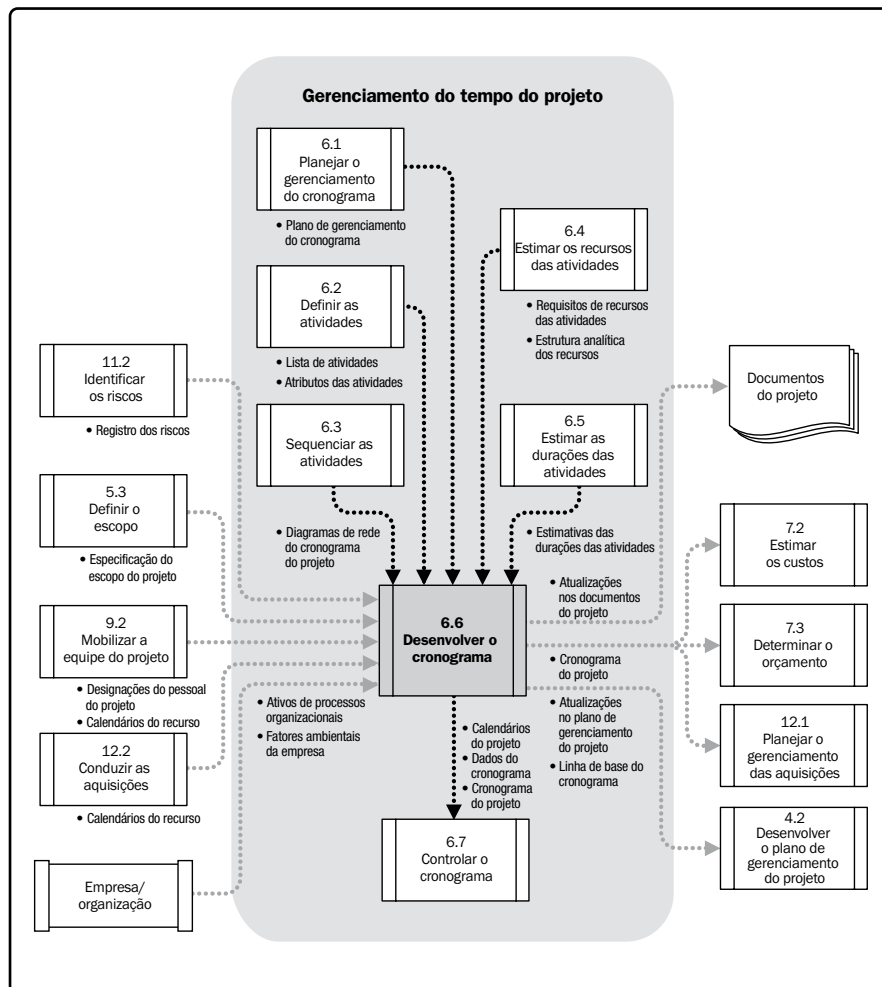 Gerenciamento do tempo do projeto
6.1
Planejar o
gerenciamento
do cronograma
• Plano de gerenciamento
do cronograma
6.4
Estimar os recursos
das atividades
• Requisitos de recursos
das atividades
• Estrutura analítica
dos recursos
6.2
Definir as
atividades
• Lista de atividades
• Atributos das atividades
11.2
Identificar
os riscos
• Registro dos riscos
Documentos
do projeto
6.3
Sequenciar as
atividades
• Diagramas de rede
do cronograma
do projeto
6.5
Estimar as
durações das
atividades
• Estimativas das
durações das atividades
5.3
Definir o
escopo
• Especificação do
escopo do projeto
7.2
Estimar
os custos
• Atualizações
nos documentos
do projeto
6.6
Desenvolver o
cronograma
9.2
Mobilizar a
equipe do projeto
• Designações do pessoal
do projeto
• Calendários do recurso
7.3
Determinar o
orçamento
• Cronograma
do projeto
• Ativos de processos
organizacionais
• Fatores ambientais
da empresa
• Atualizações
no plano de
gerenciamento
do projeto
• Linha de base do
cronograma
12.2
Conduzir as
aquisições
• Calendários do recurso
12.1
Planejar o
gerenciamento
das aquisições
• Calendários
do projeto
• Dados do
cronograma
• Cronograma
do projeto
4.2
Desenvolver
o plano de
gerenciamento
do projeto
6.7
Controlar o
cronograma
Empresa/
organização